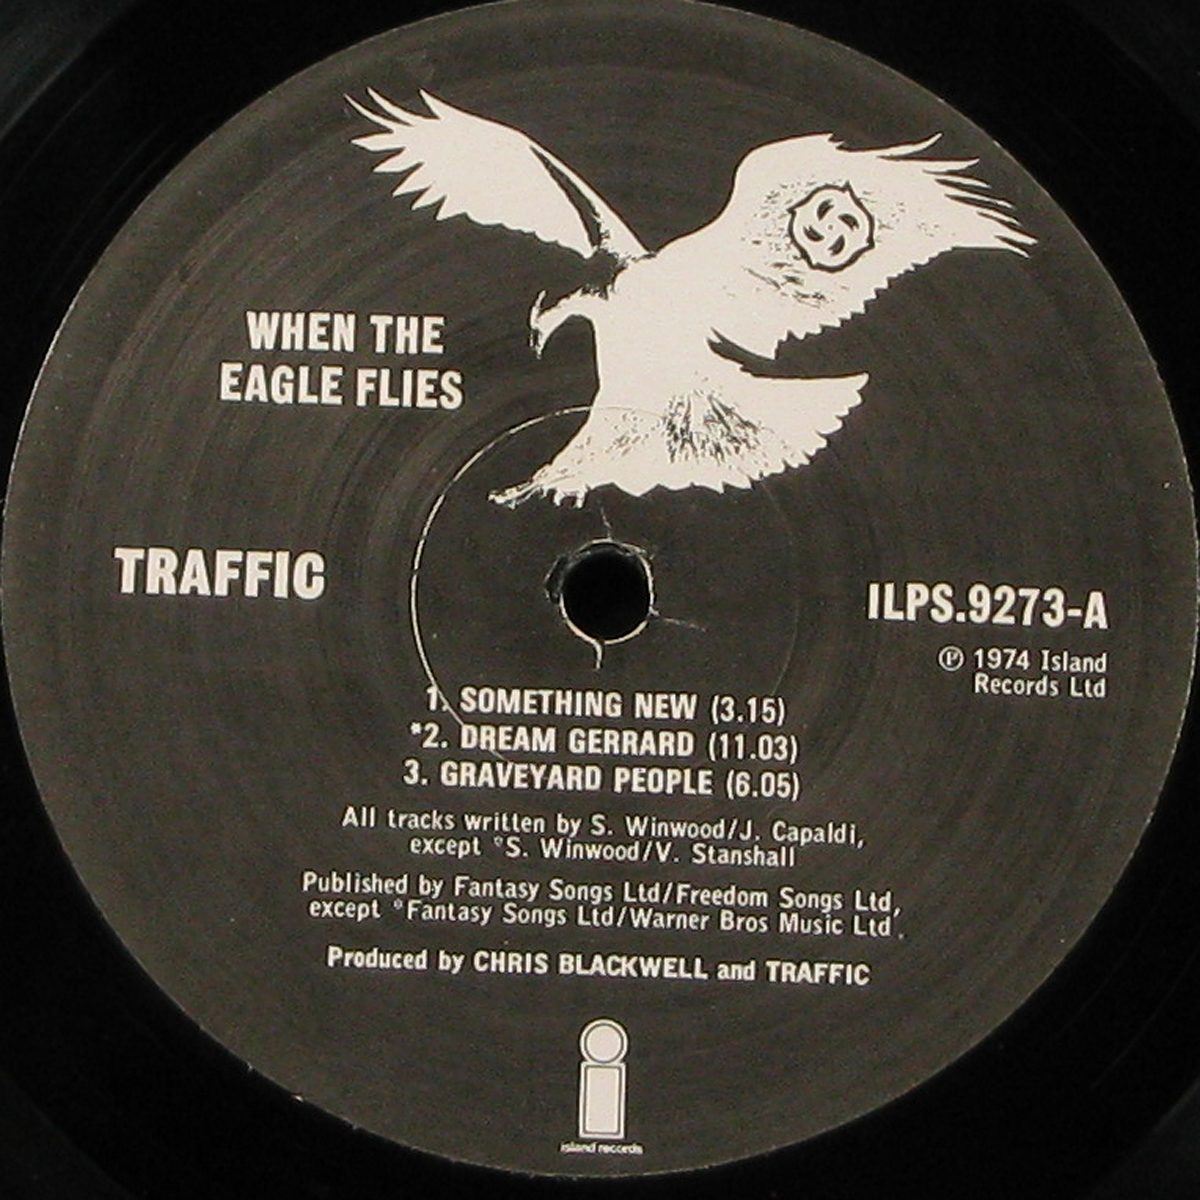 WHEN THE
EAGLE FLIES
TRAFFIC
ILPS.9273-A
℗ 1974 Island
Records Ltd
1. SOMETHING NEW (3.15)
*2. DREAM GERRARD (11.03)
3. GRAVEYARD PEOPLE (6.05)
All tracks written by S. Winwood/J. Capaldi,
except *S. Winwood/V. Stanshall
Published by Fantasy Songs Ltd/Freedom Songs Ltd,
except *Fantasy Songs Ltd/Warner Bros Music Ltd.
Produced by CHRIS BLACKWELL and TRAFFIC
i
island records